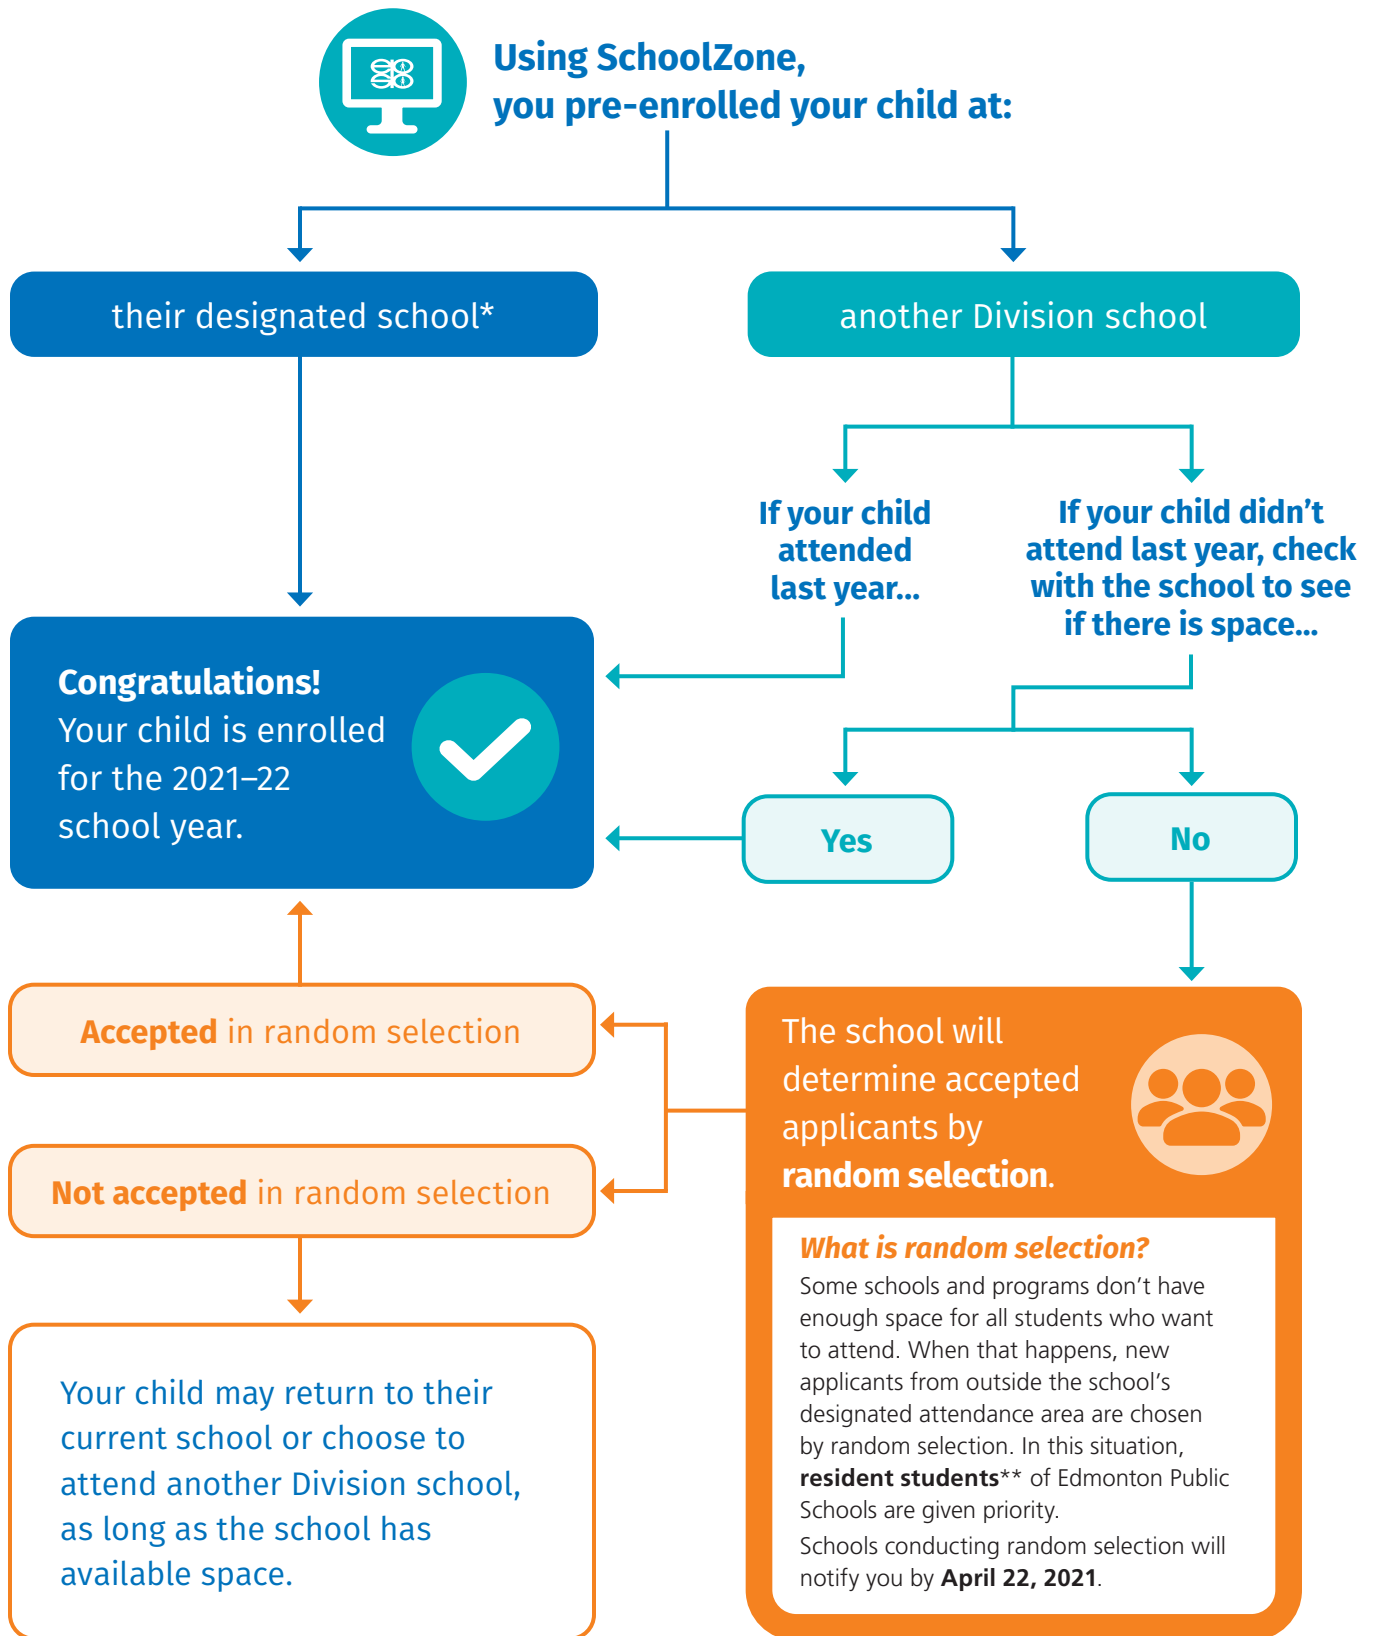 Using SchoolZone,
you pre-enrolled your child at:
their designated school*
another Division school
If your child
attended
last year...
If your child didn't
attend last year, check
with the school to see
if there is space...
Congratulations!
Your child is enrolled
for the 2021–22
school year.
Yes
No
Accepted in random selection
Not accepted in random selection
The school will
determine accepted
applicants by
random selection.
What is random selection?
Some schools and programs don't have
enough space for all students who want
to attend. When that happens, new
applicants from outside the school's
designated attendance area are chosen
by random selection. In this situation,
resident students** of Edmonton Public
Schools are given priority.
Schools conducting random selection will
notify you by April 22, 2021.
Your child may return to their
current school or choose to
attend another Division school,
as long as the school has
available space.